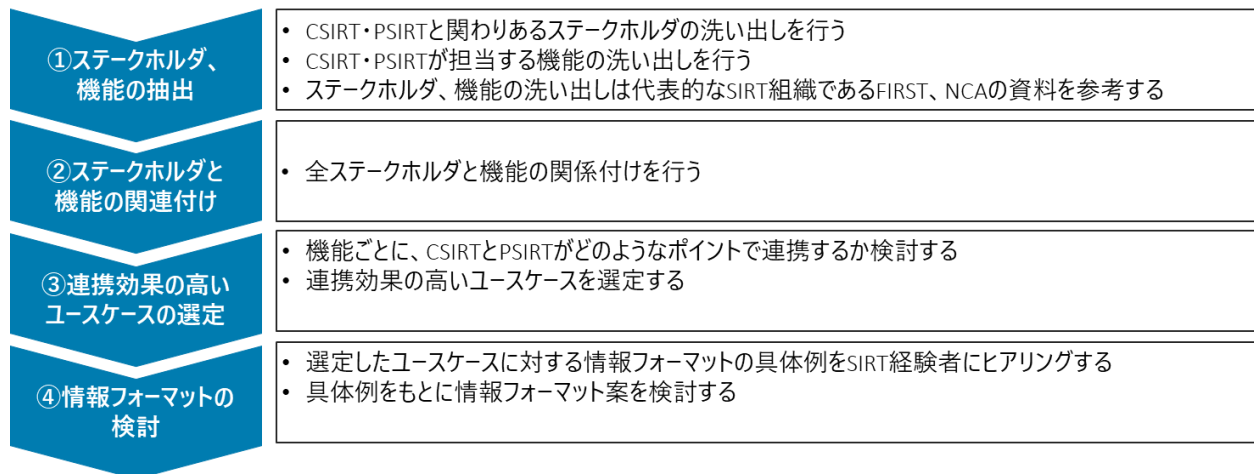 ①ステークホルダ、
機能の抽出
• CSIRT・PSIRTと関わりあるステークホルダの洗い出しを行う
• CSIRT・PSIRTが担当する機能の洗い出しを行う
• ステークホルダ、機能の洗い出しは代表的なSIRT組織であるFIRST、NCAの資料を参考する
②ステークホルダと
機能の関連付け
• 全ステークホルダと機能の関係付けを行う
③連携効果の高い
ユースケースの選定
• 機能ごとに、CSIRTとPSIRTがどのようなポイントで連携するか検討する
• 連携効果の高いユースケースを選定する
④情報フォーマットの
検討
• 選定したユースケースに対する情報フォーマットの具体例をSIRT経験者にヒアリングする
• 具体例をもとに情報フォーマット案を検討する